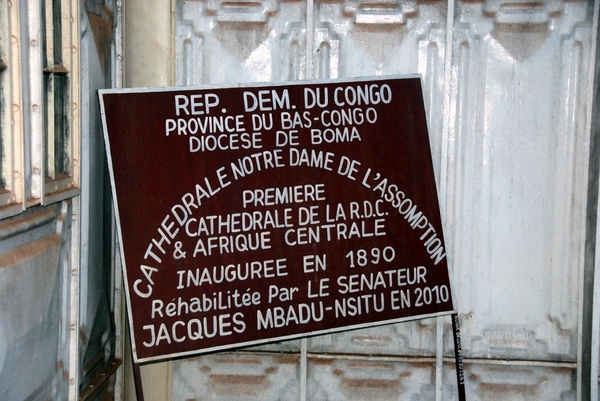 REP. DEM. DU CONGO
PROVINCE DU BAS-CONGO
DIOCESE DE BOMA
CATHEDRALE NOTRE DAME DE L'ASSOMPTION
PREMIERE
CATHEDRALE DE LA R.D.C.
& AFRIQUE CENTRALE
INAUGUREE EN 1890
Réhabilitée Par LE SENATEUR
JACQUES MBADU-NSITU EN 2010